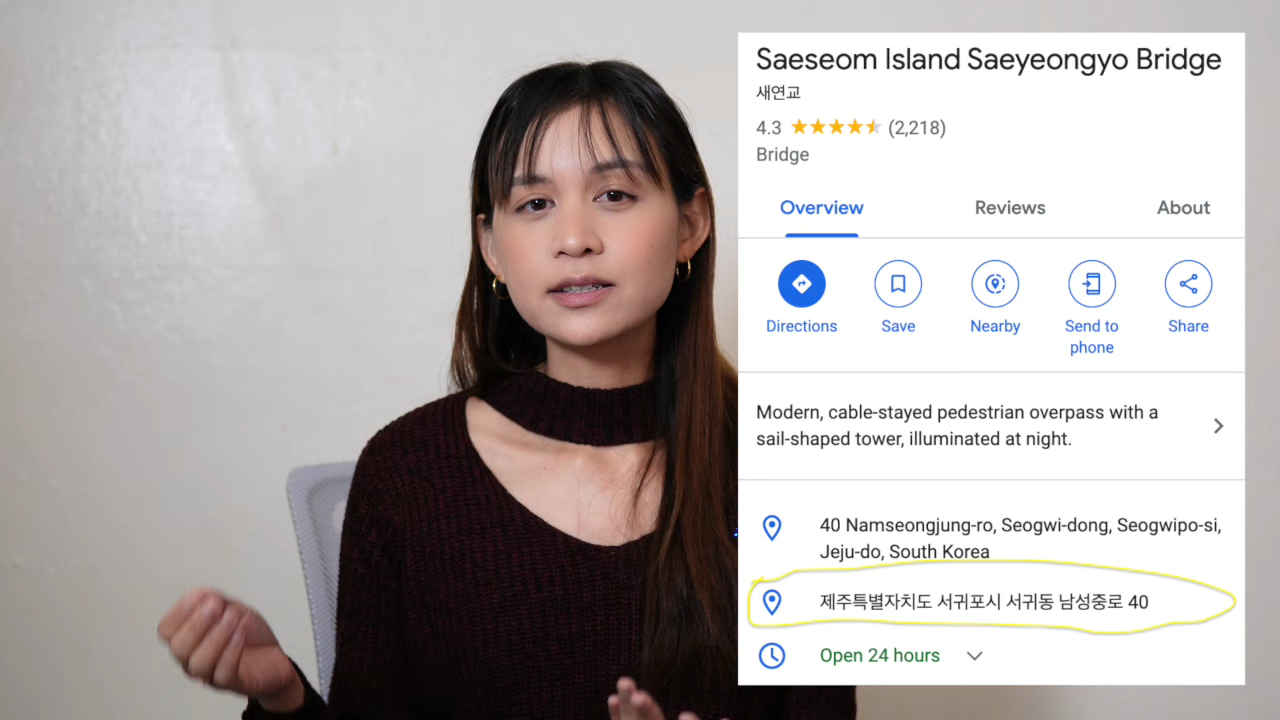 Saeseom Island Saeyeongyo Bridge
새연교
4.3 (2,218)
Bridge
Overview Reviews About
Directions Save Nearby Send to phone Share
Modern, cable-stayed pedestrian overpass with a
sail-shaped tower, illuminated at night.
40 Namseongjung-ro, Seogwi-dong, Seogwipo-si,
Jeju-do, South Korea
제주특별자치도 서귀포시 서귀동 남성중로 40
Open 24 hours